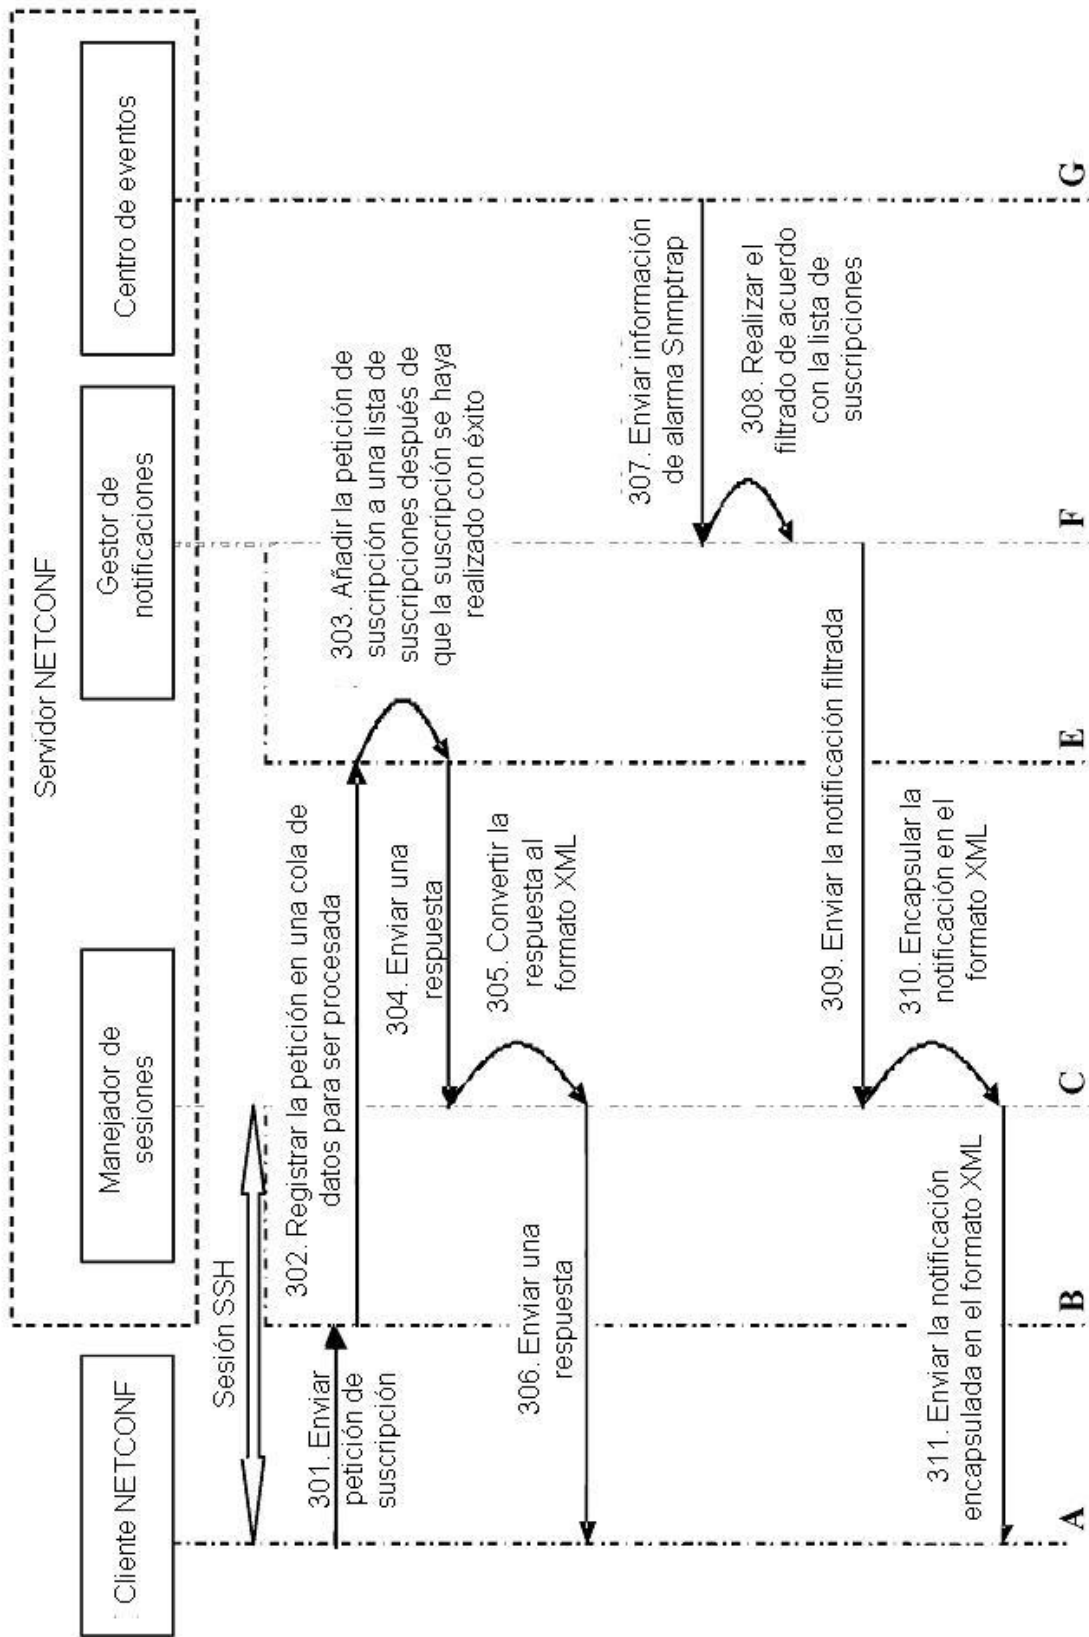 Servidor NETCONF
Cliente NETCONF
Manejador de
sesiones
Gestor de
notificaciones
Centro de eventos
Sesión SSH
301. Enviar
petición de
suscripción
302. Registrar la petición en una cola de
datos para ser procesada
303. Añadir la petición de
suscripción a una lista de
suscripciones después de
que la suscripción se haya
realizado con éxito
304. Enviar una
respuesta
305. Convertir la
respuesta al
formato XML
306. Enviar una
respuesta
307. Enviar información
de alarma Snmptrap
308. Realizar el
filtrado de acuerdo
con la lista de
suscripciones
309. Enviar la notificación filtrada
310. Encapsular la
notificación en el
formato XML
311. Enviar la notificación
encapsulada en el formato XML
A
B
C
E
F
G